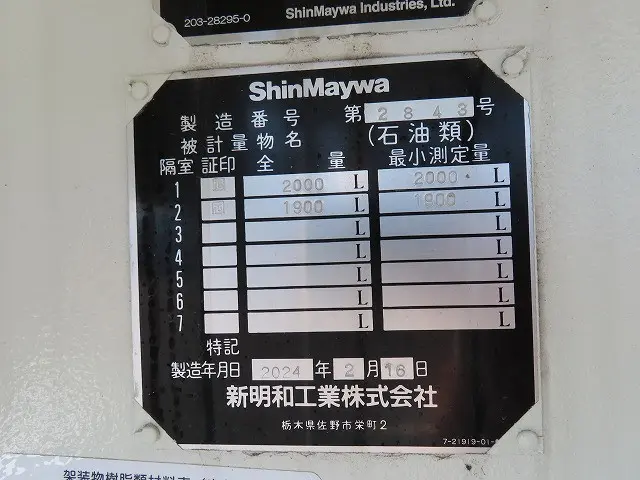 203-28295-0 ShinMaywa Industries, Ltd.
ShinMaywa
製造番号 第2843号
被計量物名 (石油類)
隔室 証印 全量 最小測定量
1 2000 L 2000 L
2 1900 L 1900 L
3 L L
4 L L
5 L L
6 L L
7 L L
特記
製造年月日 2024年2月16日
新明和工業株式会社
栃木県佐野市栄町2
7-21919-01-